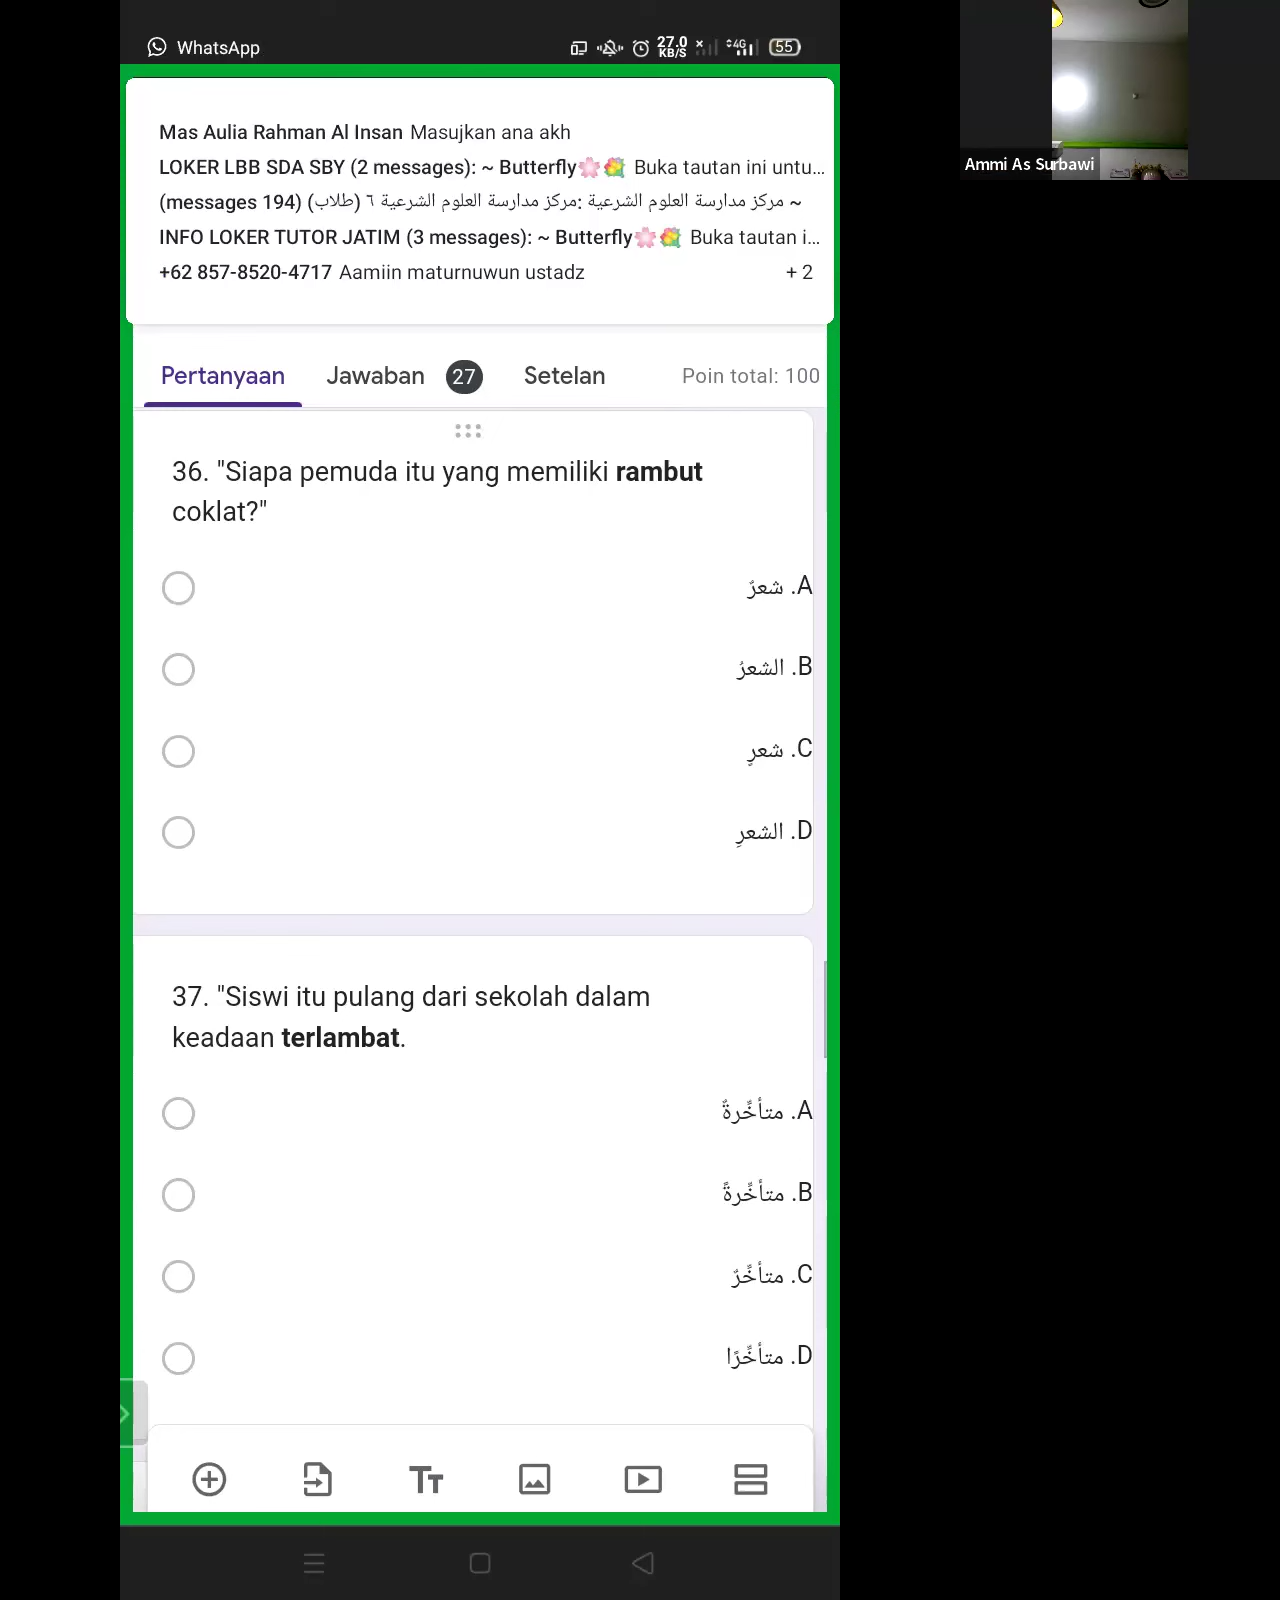 WhatsApp
27.0 KB/S 4G 55
Mas Aulia Rahman Al Insan Masujkan ana akh
LOKER LBB SDA SBY (2 messages): ~ Butterfly🌸💐 Buka tautan ini untu...
~ مركز مدارسة العلوم الشرعية :مركز مدارسة العلوم الشرعية ٦ (طلاب) (194 messages)
INFO LOKER TUTOR JATIM (3 messages): ~ Butterfly🌸💐 Buka tautan i...
+62 857-8520-4717 Aamiin maturnuwun ustadz + 2
Pertanyaan Jawaban 27 Setelan Poin total: 100
36. "Siapa pemuda itu yang memiliki rambut
coklat?"
A. شعرٌ
B. الشعرُ
C. شعرٍ
D. الشعرِ
37. "Siswi itu pulang dari sekolah dalam
keadaan terlambat.
A. متأخِّرةٌ
B. متأخِّرةً
C. متأخِّرٌ
D. متأخِّرًا
Ammi As Surbawi